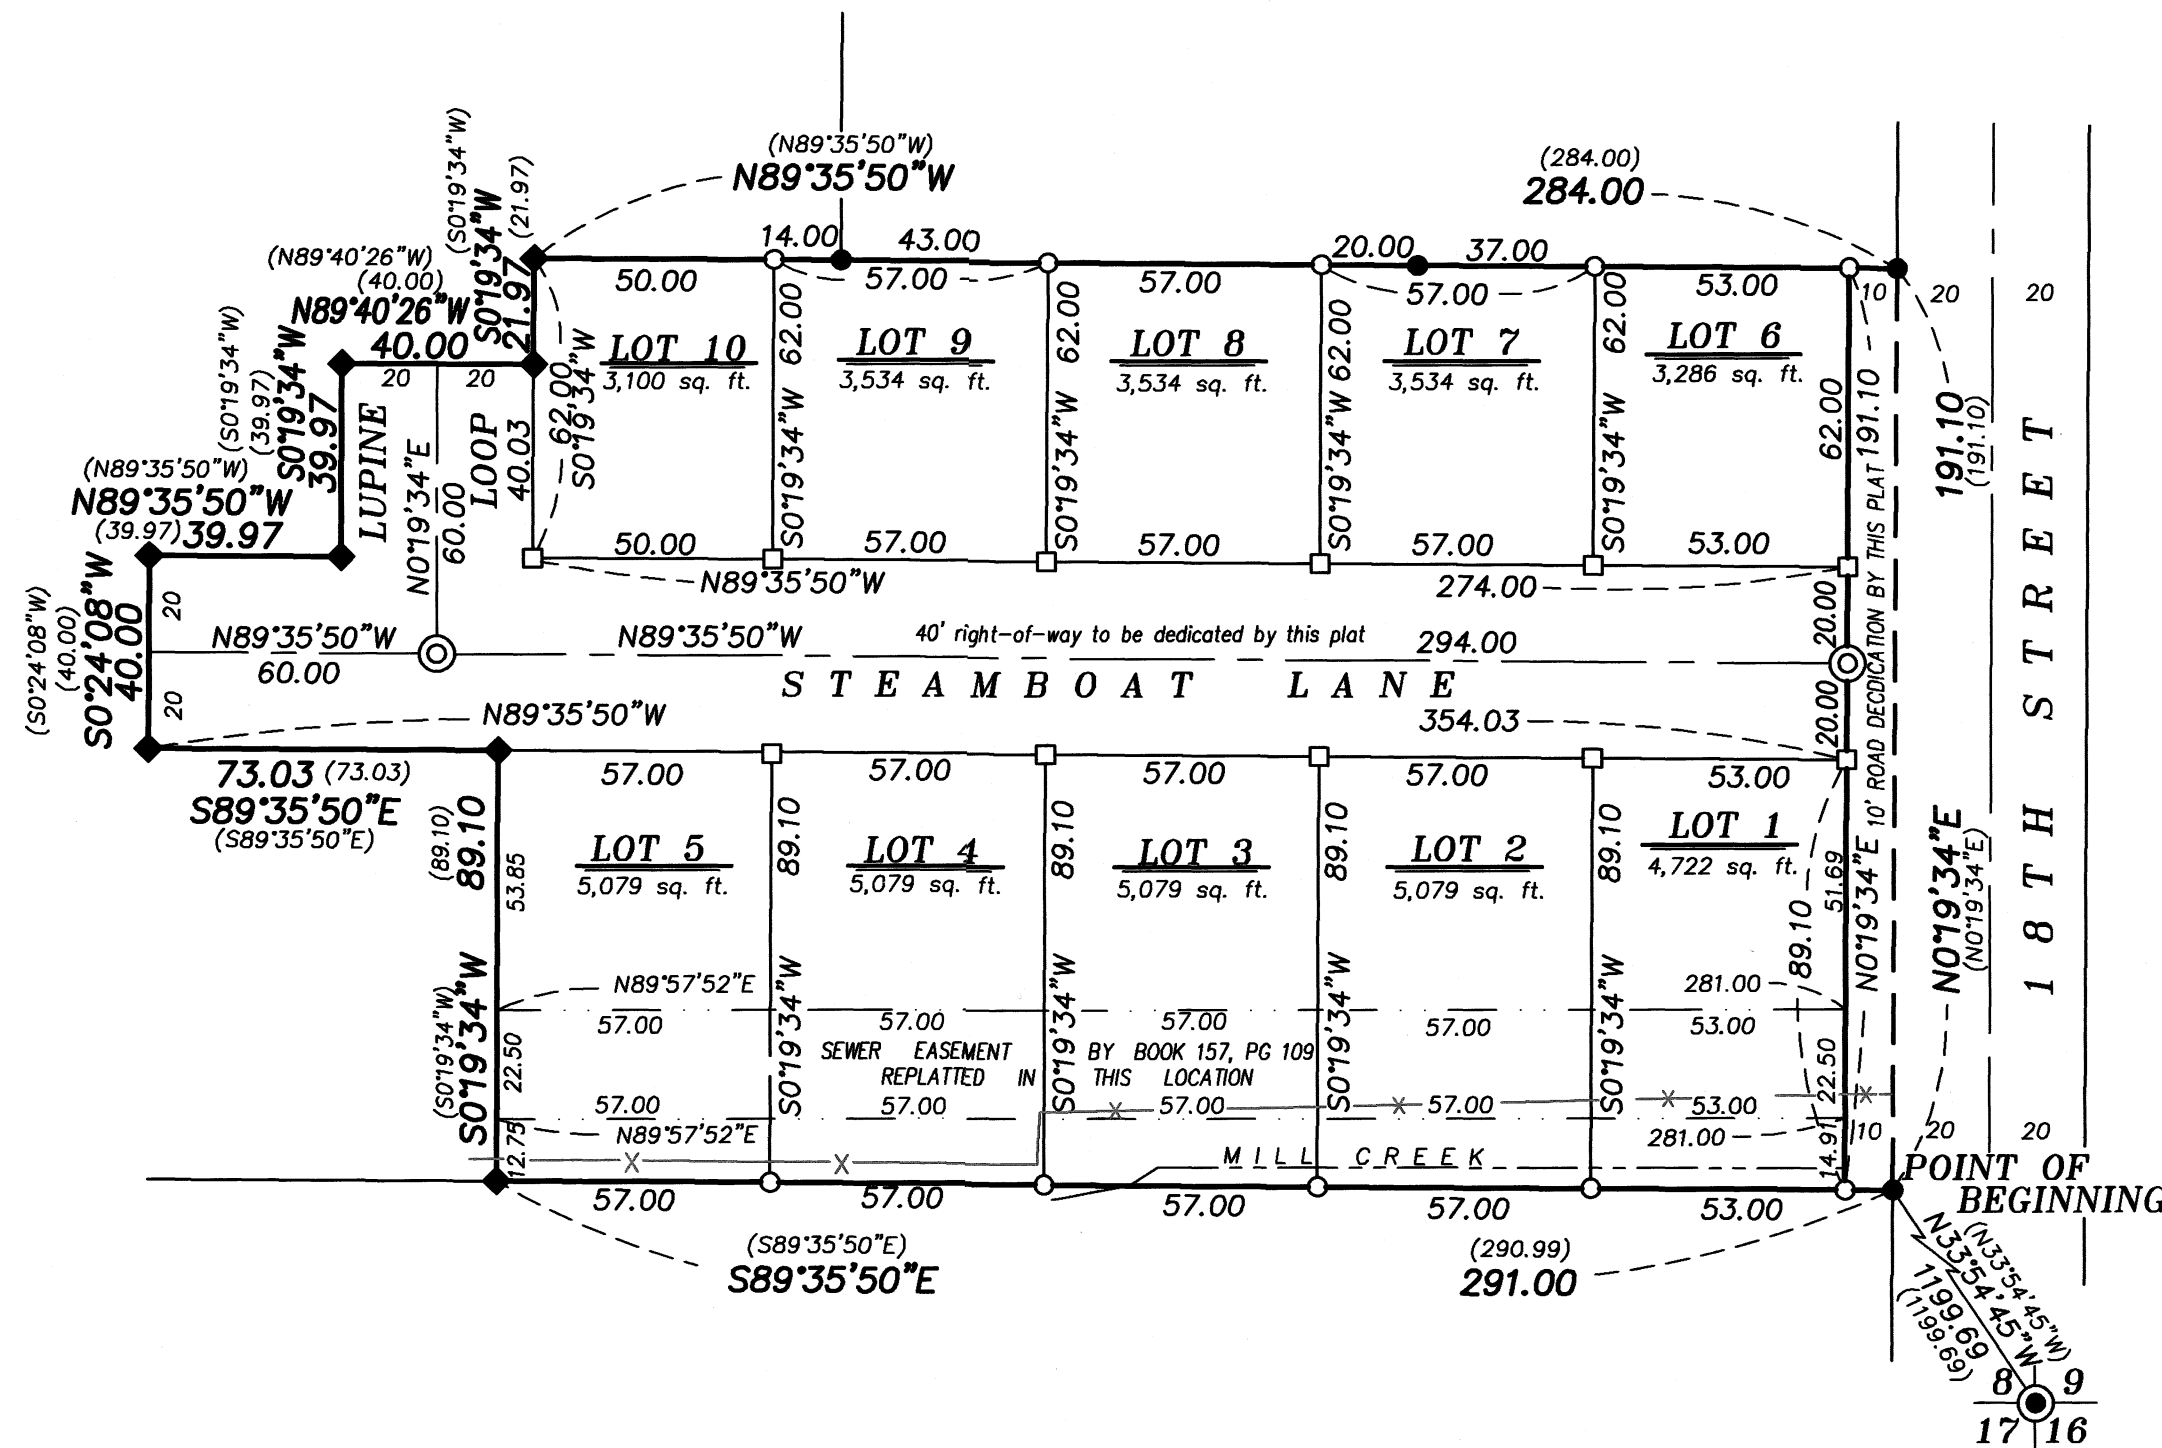 (N89°35'50"W)
N89°35'50"W
(284.00)
284.00
(S0°19'34"W)
S0°19'34"W
(21.97)
21.97
(N89°40'26"W)
(40.00)
N89°40'26"W
40.00
20 20
14.00 43.00
20.00 37.00
50.00 57.00 57.00 57.00 53.00
10 20 20
LOT 10
3,100 sq. ft.
LOT 9
3,534 sq. ft.
LOT 8
3,534 sq. ft.
LOT 7
3,534 sq. ft.
LOT 6
3,286 sq. ft.
S0°19'34"W 62.00
S0°19'34"W 62.00
S0°19'34"W 62.00
S0°19'34"W 62.00
S0°19'34"W 62.00
62.00
(S0°19'34"W)
(39.97)
S0°19'34"W
39.97
LUPINE
LOOP
N0°19'34"E
60.00
40.03
(N89°35'50"W)
N89°35'50"W
(39.97) 39.97
50.00 57.00 57.00 57.00 53.00
N89°35'50"W
274.00
(S0°24'08"W)
(40.00)
S0°24'08"W
40.00
20
20
N89°35'50"W
60.00
N89°35'50"W
40' right-of-way to be dedicated by this plat
294.00
STEAMBOAT LANE
20.00
20.00
N89°35'50"W
354.03
73.03 (73.03)
S89°35'50"E
(S89°35'50"E)
57.00 57.00 57.00 57.00 53.00
LOT 5
5,079 sq. ft.
LOT 4
5,079 sq. ft.
LOT 3
5,079 sq. ft.
LOT 2
5,079 sq. ft.
LOT 1
4,722 sq. ft.
(S0°19'34"W) (89.10)
S0°19'34"W 89.10
53.85
22.50
12.75
S0°19'34"W 89.10
S0°19'34"W 89.10
S0°19'34"W 89.10
S0°19'34"W 89.10
89.10
51.69
22.50
14.91
N0°19'34"E 10' ROAD DECDICATION BY THIS PLAT 191.10
191.10
(191.10)
N0°19'34"E
(N0°19'34"E)
18TH STREET
N89°57'52"E
281.00
57.00 57.00 57.00 57.00 53.00
SEWER EASEMENT BY BOOK 157, PG 109
REPLATTED IN THIS LOCATION
57.00 57.00 57.00 57.00 53.00
N89°57'52"E
281.00
10 20 20
MILL CREEK
X X X X X X
57.00 57.00 57.00 57.00 53.00
(S89°35'50"E)
S89°35'50"E
(290.99)
291.00
POINT OF
BEGINNING
(N33°54'45"W)
N33°54'45"W
1199.69
(1199.69)
8 9
17 16